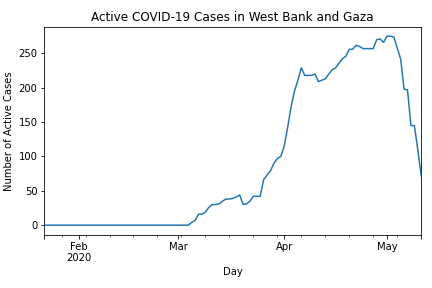 Active COVID-19 Cases in West Bank and Gaza
Number of Active Cases
250
200
150
100
50
0
Feb
2020
Mar
Apr
May
Day